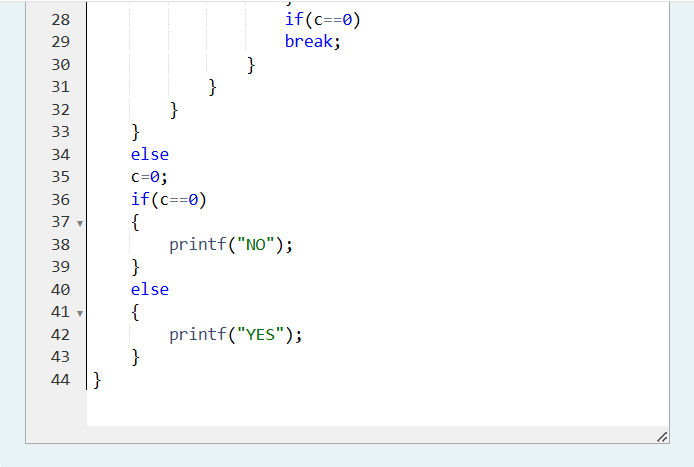 28 if(c==0)
29 break;
30 }
31 }
32 }
33 }
34 else
35 c=0;
36 if(c==0)
37 {
38 printf("NO");
39 }
40 else
41 {
42 printf("YES");
43 }
44 }